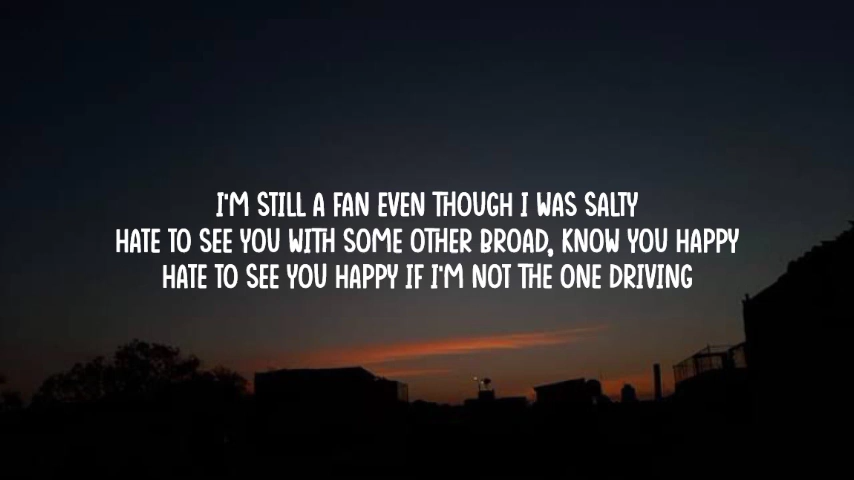 I'M STILL A FAN EVEN THOUGH I WAS SALTY
HATE TO SEE YOU WITH SOME OTHER BROAD, KNOW YOU HAPPY
HATE TO SEE YOU HAPPY IF I'M NOT THE ONE DRIVING